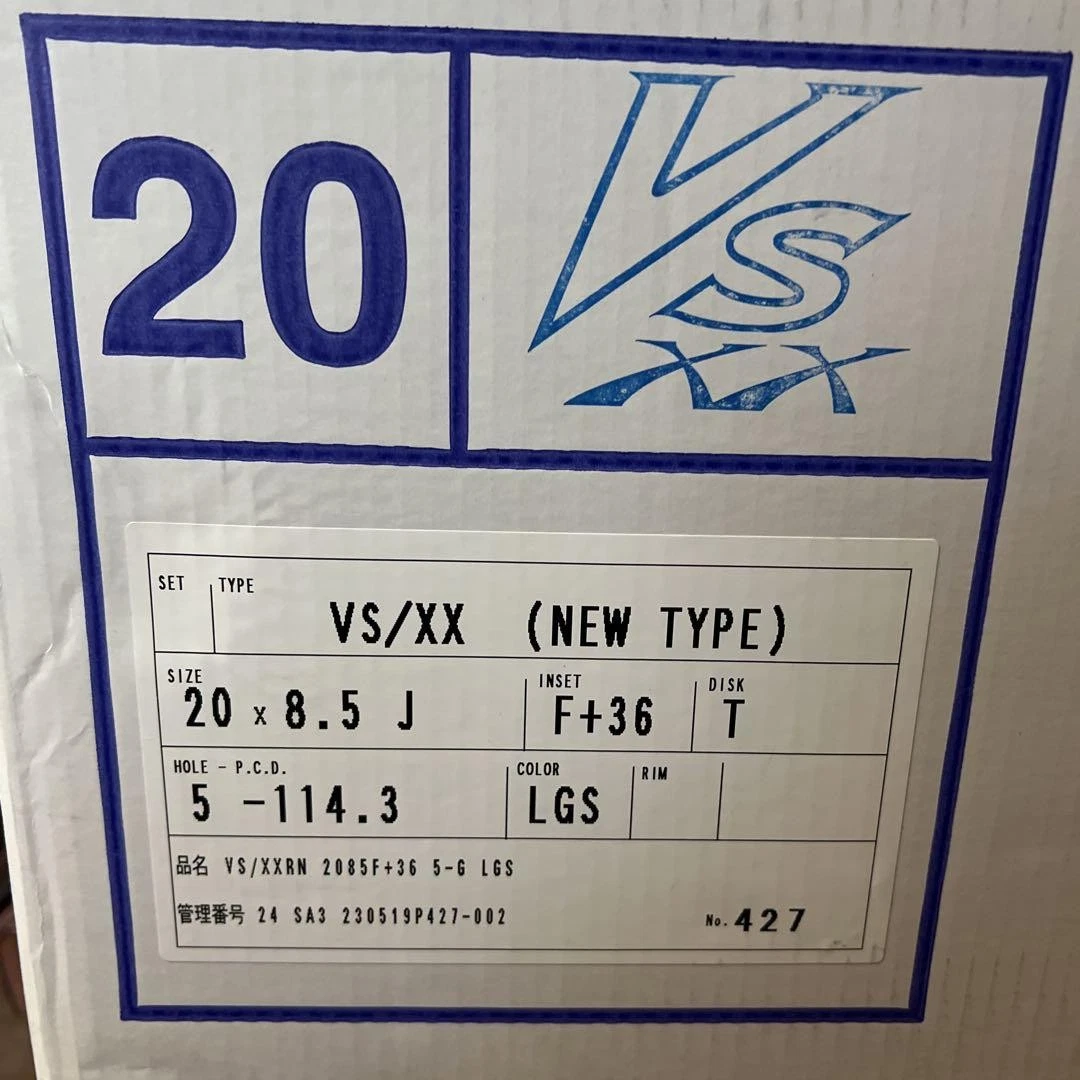 20
VS
XX
SET TYPE
VS/XX (NEW TYPE)
SIZE INSET DISK
20 x 8.5 J F+36 T
HOLE - P.C.D. COLOR RIM
5 -114.3 LGS
品名 VS/XXRN 2085F+36 5-G LGS
管理番号 24 SA3 230519P427-002 No. 427